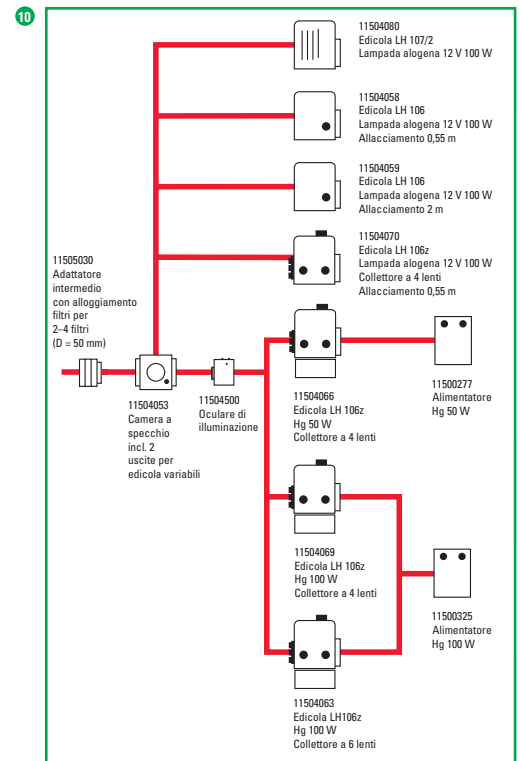 10
11504080
Edicola LH 107/2
Lampada alogena 12 V 100 W
11504058
Edicola LH 106
Lampada alogena 12 V 100 W
Allacciamento 0,55 m
11504059
Edicola LH 106
Lampada alogena 12 V 100 W
Allacciamento 2 m
11504070
Edicola LH 106z
Lampada alogena 12 V 100 W
Collettore a 4 lenti
Allacciamento 0,55 m
11505030
Adattatore
intermedio
con alloggiamento
filtri per
2–4 filtri
(D = 50 mm)
11504053
Camera a
specchio
incl. 2
uscite per
edicola variabili
11504500
Oculare di
illuminazione
11504066
Edicola LH 106z
Hg 50 W
Collettore a 4 lenti
11500277
Alimentatore
Hg 50 W
11504069
Edicola LH 106z
Hg 100 W
Collettore a 4 lenti
11500325
Alimentatore
Hg 100 W
11504063
Edicola LH106z
Hg 100 W
Collettore a 6 lenti